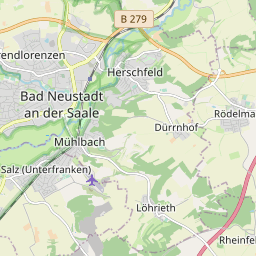 B 279
rendlorenzen
Herschfeld
Bad Neustadt
an der Saale
Rödelma
Dürrnhof
Mühlbach
Salz (Unterfranken)
Löhrieth
Rheinfel